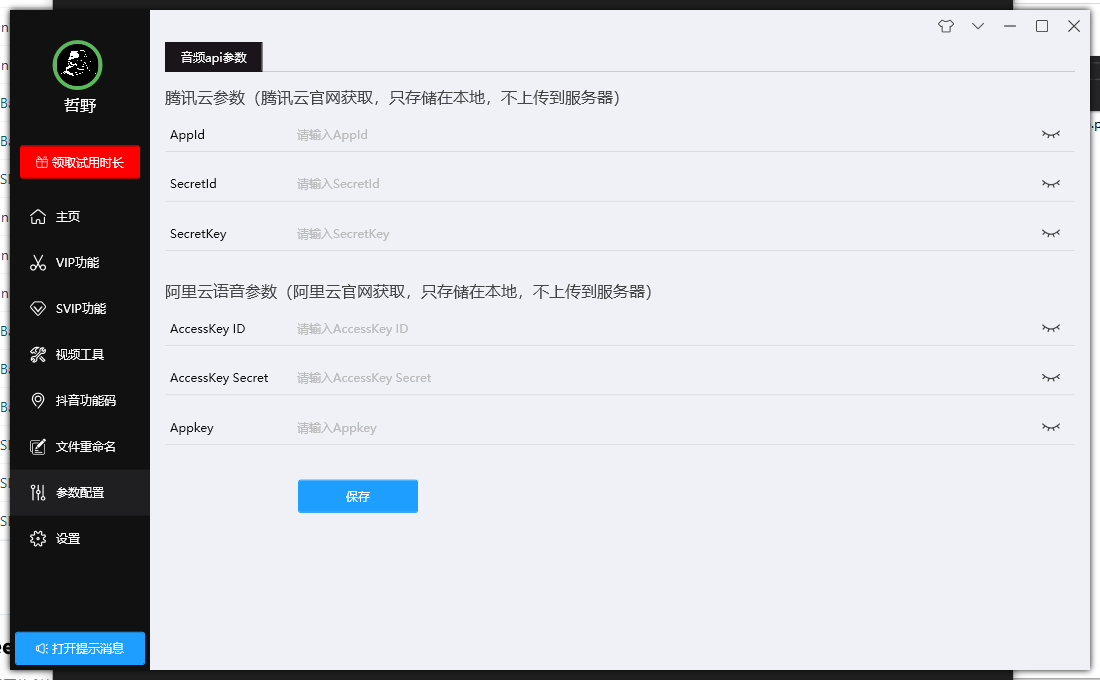 哲野
领取试用时长
主页
VIP功能
SVIP功能
视频工具
抖音功能码
文件重命名
参数配置
设置
打开提示消息
音频api参数
腾讯云参数（腾讯云官网获取，只存储在本地，不上传到服务器）
AppId 请输入AppId
SecretId 请输入SecretId
SecretKey 请输入SecretKey
阿里云语音参数（阿里云官网获取，只存储在本地，不上传到服务器）
AccessKey ID 请输入AccessKey ID
AccessKey Secret 请输入AccessKey Secret
Appkey 请输入Appkey
保存